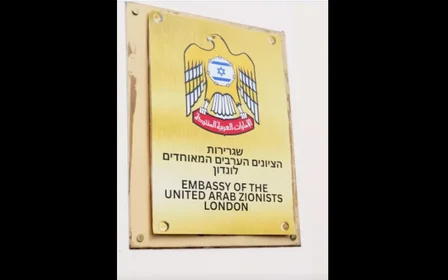 الإمارات العربية المتحدة
שגרירות
הציונים הערבים המאוחדים
לונדון
EMBASSY OF THE
UNITED ARAB ZIONISTS
LONDON